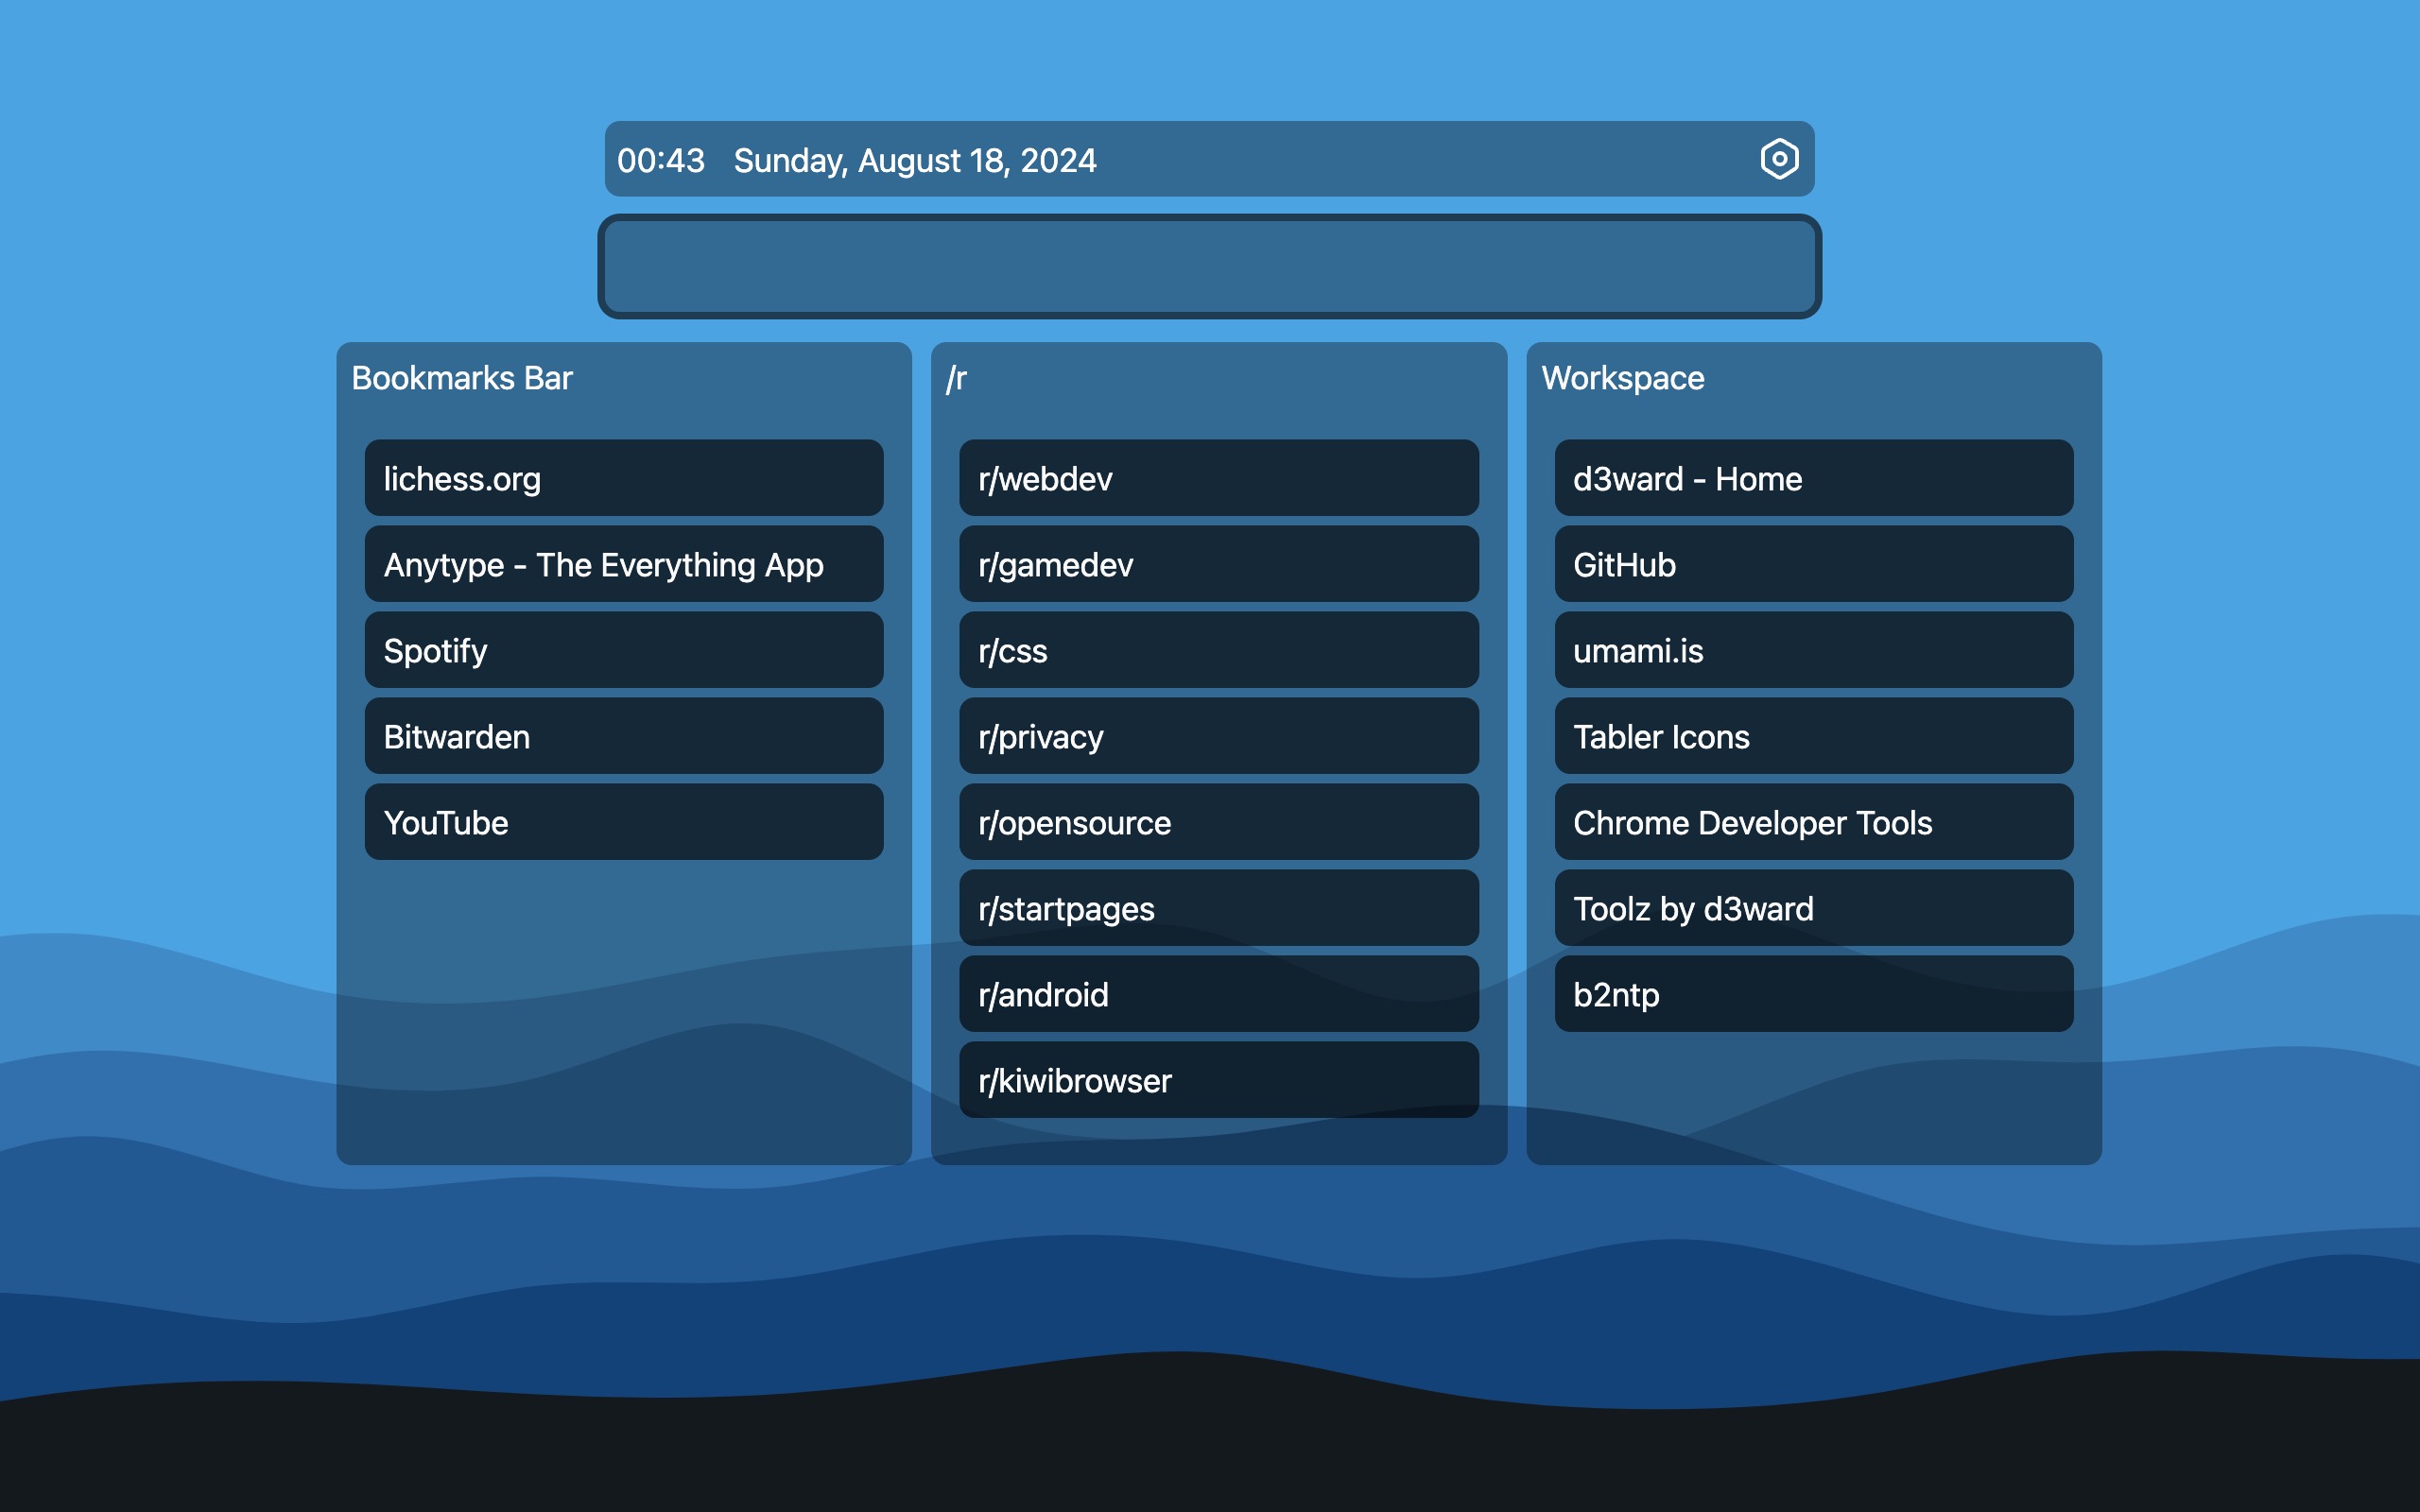 00:43 Sunday, August 18, 2024
Bookmarks Bar
lichess.org
Anytype - The Everything App
Spotify
Bitwarden
YouTube
/r
r/webdev
r/gamedev
r/css
r/privacy
r/opensource
r/startpages
r/android
r/kiwibrowser
Workspace
d3ward - Home
GitHub
umami.is
Tabler Icons
Chrome Developer Tools
Toolz by d3ward
b2ntp